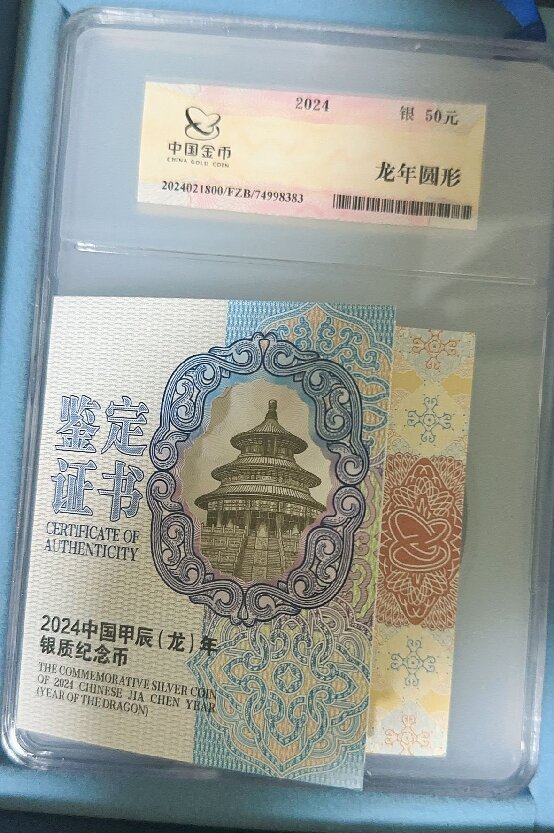 2024 银 50元
中国金币
CHINA GOLD COIN
龙年圆形
2024021800/FZB/74998383
鉴定
证书
CERTIFICATE OF
AUTHENTICITY
2024中国甲辰(龙)年
银质纪念币
THE COMMEMORATIVE SILVER COIN
OF 2024 CHINESE JIA CHEN YEAR
(YEAR OF THE DRAGON)